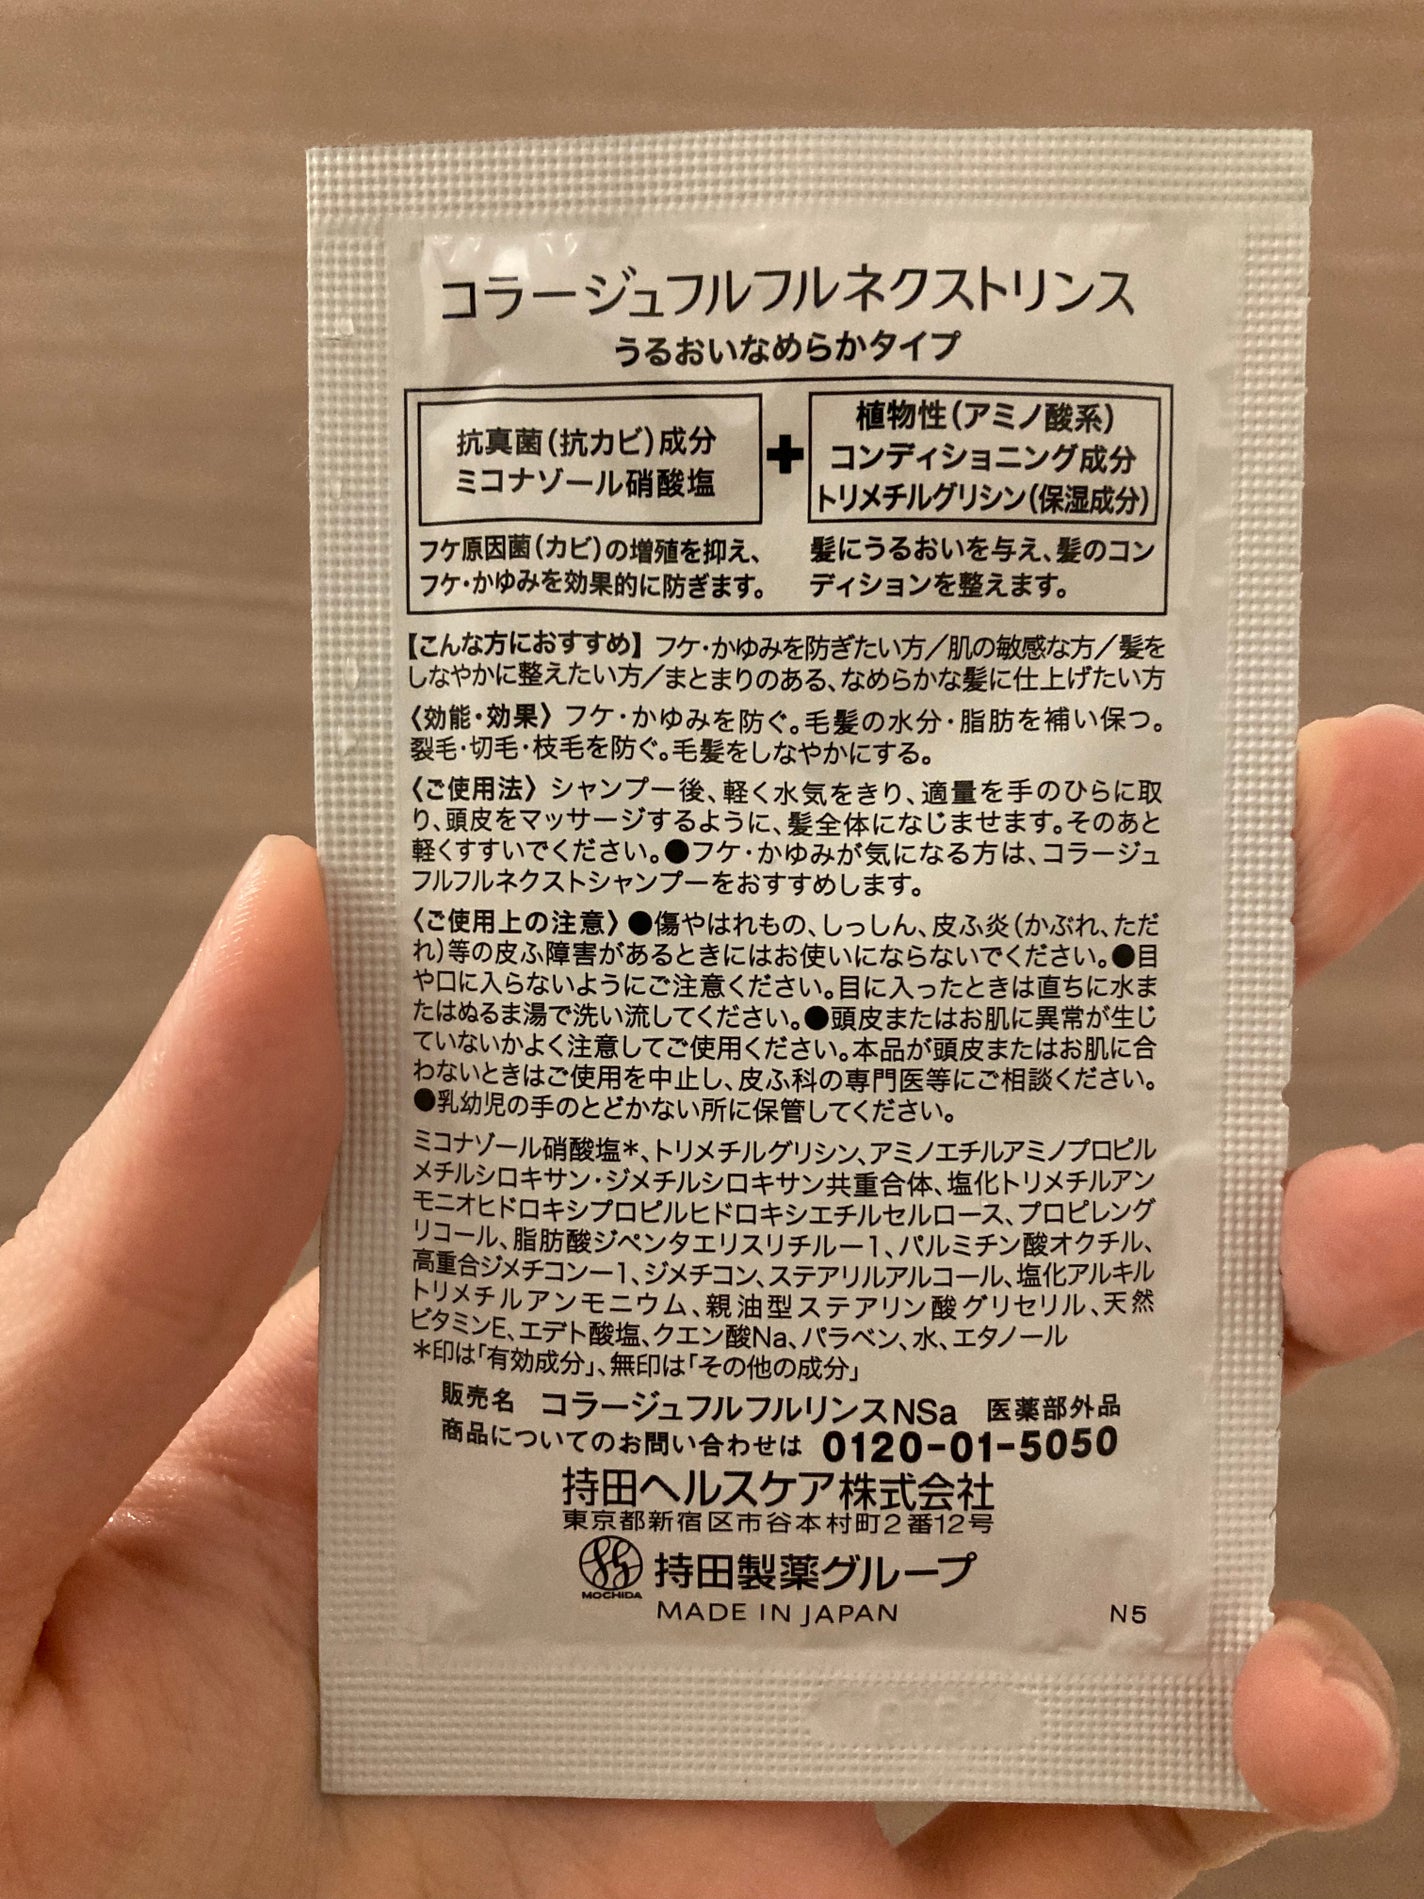 コラージュフルフルネクストリンス
うるおいなめらかタイプ
抗真菌(抗カビ)成分
ミコナゾール硝酸塩
+
植物性(アミノ酸系)
コンディショニング成分
トリメチルグリシン(保湿成分)
フケ原因菌(カビ)の増殖を抑え、
フケ・かゆみを効果的に防ぎます。
髪にうるおいを与え、髪のコン
ディションを整えます。
【こんな方におすすめ】フケ・かゆみを防ぎたい方/肌の敏感な方/髪を
しなやかに整えたい方/まとまりのある、なめらかな髪に仕上げたい方
〈効能・効果〉フケ・かゆみを防ぐ。毛髪の水分・脂肪を補い保つ。
裂毛・切毛・枝毛を防ぐ。毛髪をしなやかにする。
〈ご使用法〉シャンプー後、軽く水気をきり、適量を手のひらに取
り、頭皮をマッサージするように、髪全体になじませます。そのあと
軽くすすいでください。●フケ・かゆみが気になる方は、コラージュ
フルフルネクストシャンプーをおすすめします。
〈ご使用上の注意〉●傷やはれもの、しっしん、皮ふ炎(かぶれ、ただ
れ)等の皮ふ障害があるときにはお使いにならないでください。●目
や口に入らないようにご注意ください。目に入ったときは直ちに水ま
たはぬるま湯で洗い流してください。●頭皮またはお肌に異常が生じ
ていないかよく注意してご使用ください。本品が頭皮またはお肌に合
わないときはご使用を中止し、皮ふ科の専門医等にご相談ください。
●乳幼児の手のとどかない所に保管してください。
ミコナゾール硝酸塩*、トリメチルグリシン、アミノエチルアミノプロピル
メチルシロキサン・ジメチルシロキサン共重合体、塩化トリメチルアン
モニオヒドロキシプロピルヒドロキシエチルセルロース、プロピレング
リコール、脂肪酸ジペンタエリスリチルー1、パルミチン酸オクチル、
高重合ジメチコンー1、ジメチコン、ステアリルアルコール、塩化アルキル
トリメチルアンモニウム、親油型ステアリン酸グリセリル、天然
ビタミンE、エデト酸塩、クエン酸Na、パラベン、水、エタノール
*印は「有効成分」、無印は「その他の成分」
販売名 コラージュフルフルリンスNSa 医薬部外品
商品についてのお問い合わせは 0120-01-5050
持田ヘルスケア株式会社
東京都新宿区市谷本村町2番12号
MOCHIDA 持田製薬グループ
MADE IN JAPAN
N5